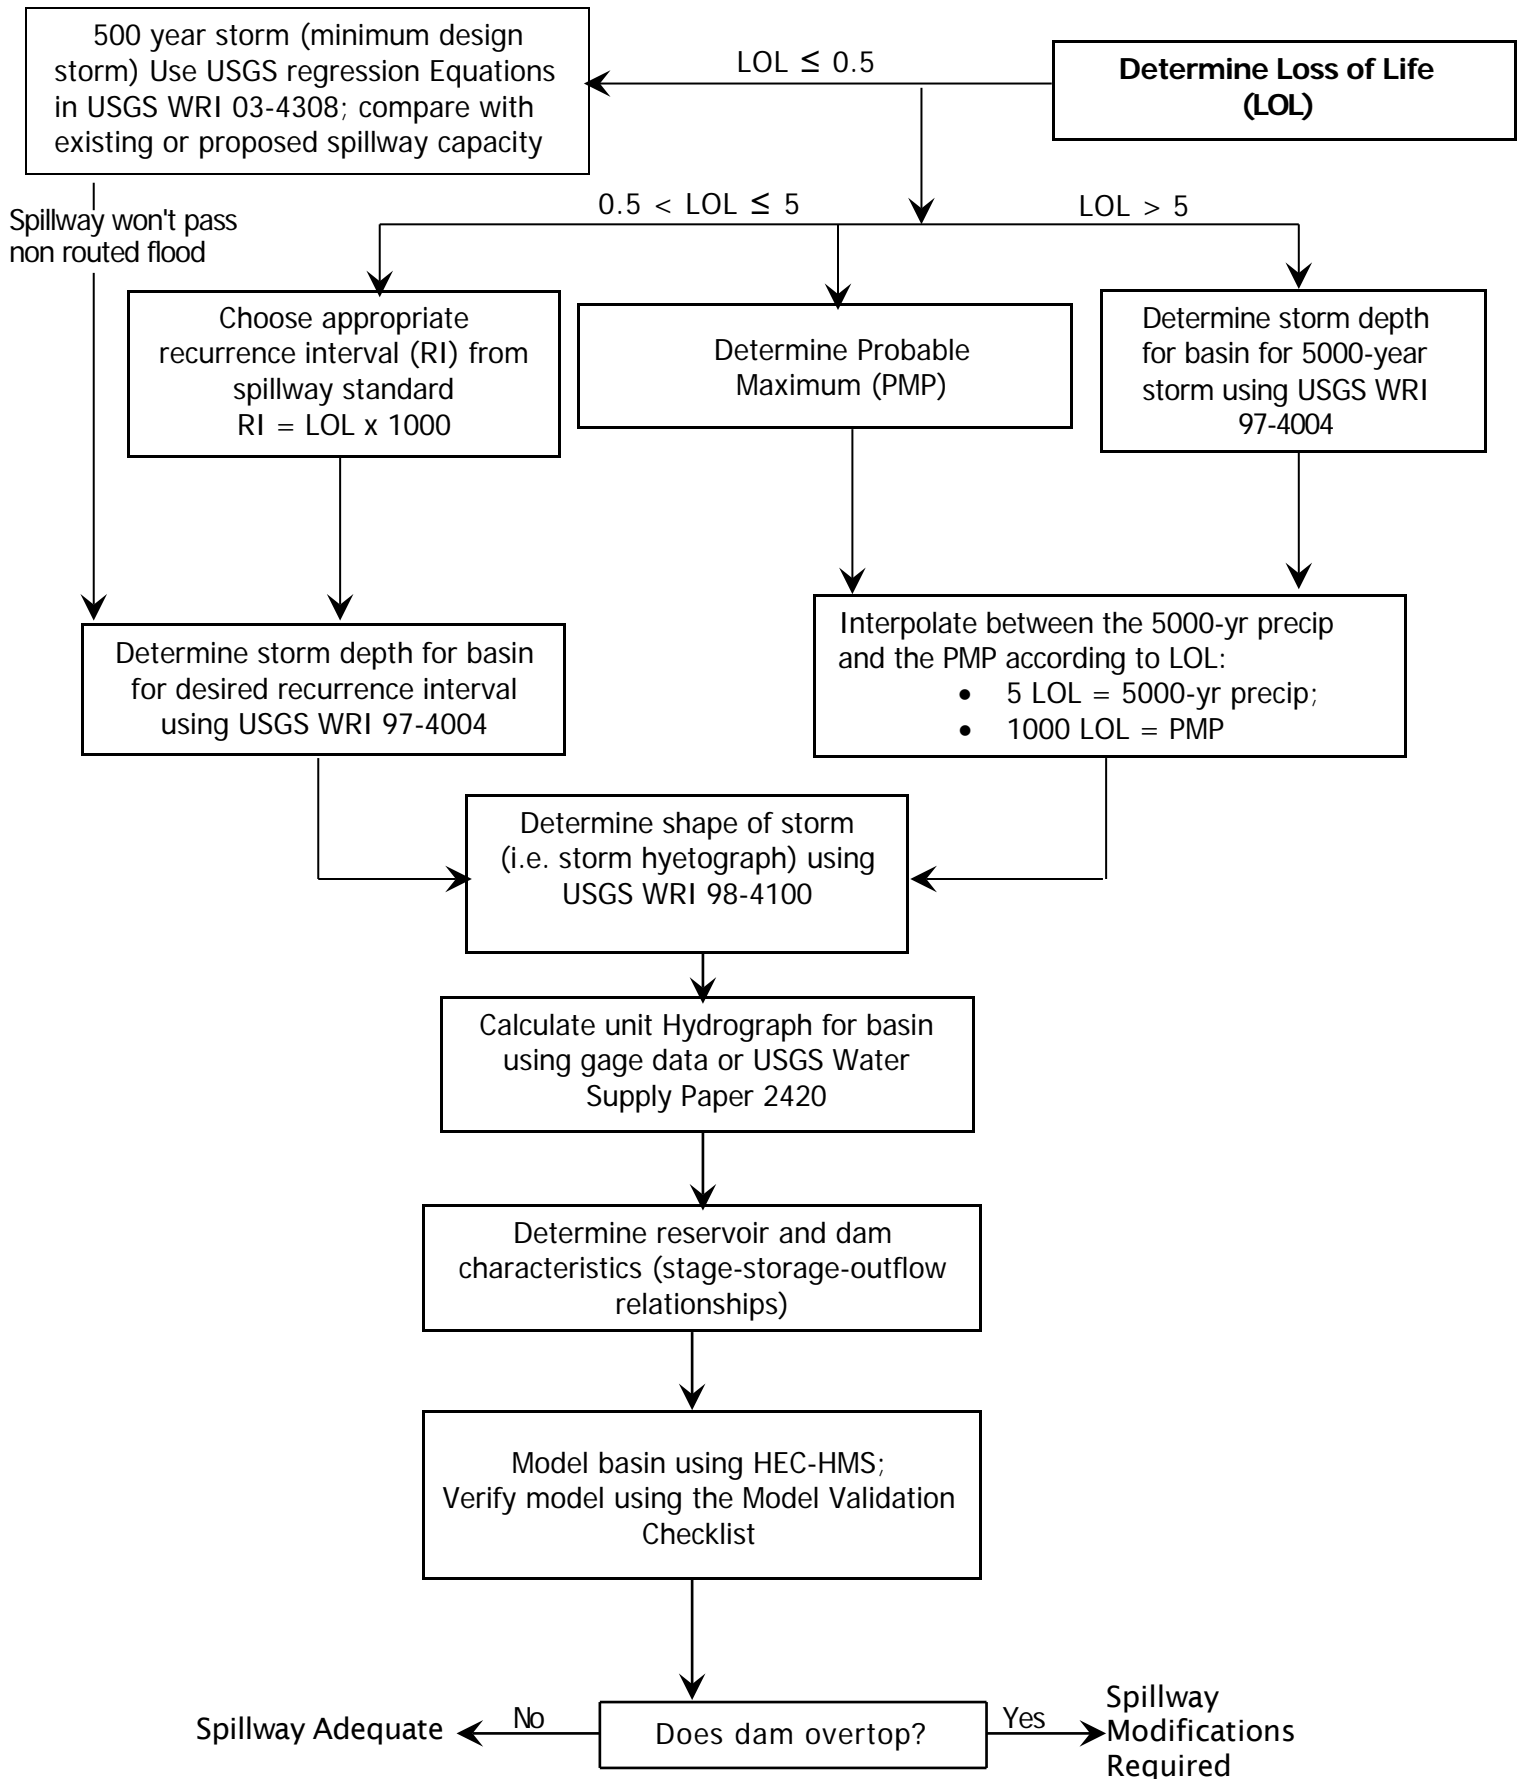 500 year storm (minimum design
storm) Use USGS regression Equations
in USGS WRI 03-4308; compare with
existing or proposed spillway capacity
LOL ≤ 0.5
Determine Loss of Life
(LOL)
Spillway won't pass
non routed flood
0.5 < LOL ≤ 5
LOL > 5
Choose appropriate
recurrence interval (RI) from
spillway standard
RI = LOL x 1000
Determine Probable
Maximum (PMP)
Determine storm depth
for basin for 5000-year
storm using USGS WRI
97-4004
Determine storm depth for basin
for desired recurrence interval
using USGS WRI 97-4004
Interpolate between the 5000-yr precip
and the PMP according to LOL:
• 5 LOL = 5000-yr precip;
• 1000 LOL = PMP
Determine shape of storm
(i.e. storm hyetograph) using
USGS WRI 98-4100
Calculate unit Hydrograph for basin
using gage data or USGS Water
Supply Paper 2420
Determine reservoir and dam
characteristics (stage-storage-outflow
relationships)
Model basin using HEC-HMS;
Verify model using the Model Validation
Checklist
Does dam overtop?
No
Spillway Adequate
Yes
Spillway
Modifications
Required